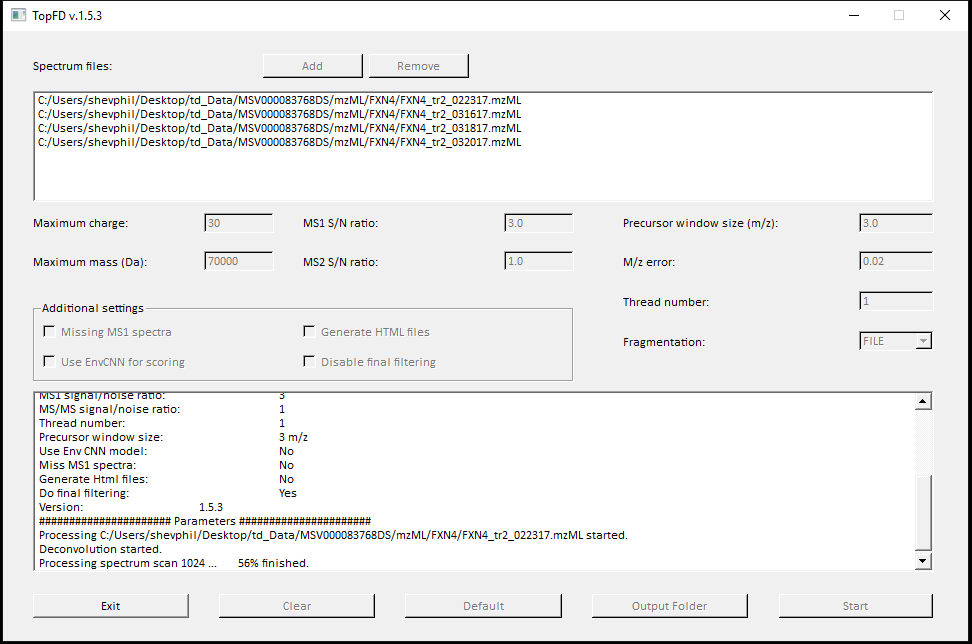 TopFD v.1.5.3
Spectrum files: Add Remove
C:/Users/shevphil/Desktop/td_Data/MSV000083768DS/mzML/FXN4/FXN4_tr2_022317.mzML
C:/Users/shevphil/Desktop/td_Data/MSV000083768DS/mzML/FXN4/FXN4_tr2_031617.mzML
C:/Users/shevphil/Desktop/td_Data/MSV000083768DS/mzML/FXN4/FXN4_tr2_031817.mzML
C:/Users/shevphil/Desktop/td_Data/MSV000083768DS/mzML/FXN4/FXN4_tr2_032017.mzML
Maximum charge: 30 MS1 S/N ratio: 3.0 Precursor window size (m/z): 3.0
Maximum mass (Da): 70000 MS2 S/N ratio: 1.0 M/z error: 0.02
Thread number: 1
Additional settings
Missing MS1 spectra Generate HTML files
Fragmentation: FILE
Use EnvCNN for scoring Disable final filtering
MS1 signal/noise ratio: 3
MS/MS signal/noise ratio: 1
Thread number: 1
Precursor window size: 3 m/z
Use Env CNN model: No
Miss MS1 spectra: No
Generate Html files: No
Do final filtering: Yes
Version: 1.5.3
###################### Parameters ######################
Processing C:/Users/shevphil/Desktop/td_Data/MSV000083768DS/mzML/FXN4/FXN4_tr2_022317.mzML started.
Deconvolution started.
Processing spectrum scan 1024 ... 56% finished.
Exit Clear Default Output Folder Start